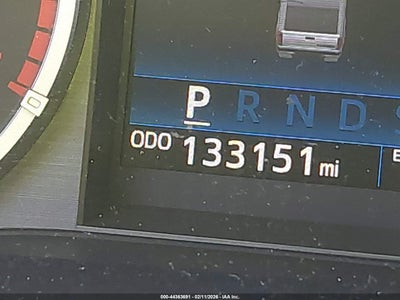 P R N D S
ODO 133151 mi E
000-44363691 - 02/11/2026 - IAA Inc.